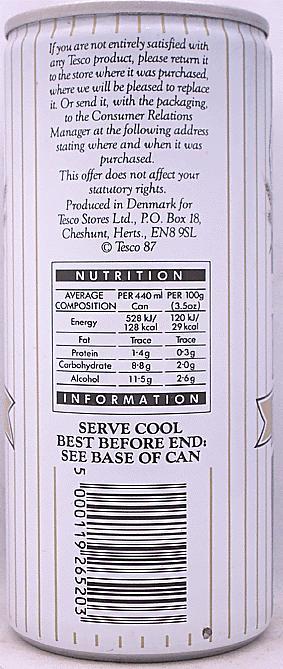 If you are not entirely satisfied with
any Tesco product, please return it
to the store where it was purchased,
where we will be pleased to replace
it. Or send it, with the packaging,
to the Consumer Relations
Manager at the following address
stating where and when it was
purchased.
This offer does not affect your
statutory rights.
Produced in Denmark for
Tesco Stores Ltd., P.O. Box 18,
Cheshunt, Herts., EN8 9SL
© Tesco 87
NUTRITION
AVERAGE COMPOSITION PER 440 ml Can PER 100g (3.5oz)
Energy 528 kJ/ 128 kcal 120 kJ/ 29 kcal
Fat Trace Trace
Protein 1·4g 0·3g
Carbohydrate 8·8g 2·0g
Alcohol 11·5g 2·6g
INFORMATION
SERVE COOL
BEST BEFORE END:
SEE BASE OF CAN
5 000119 265203